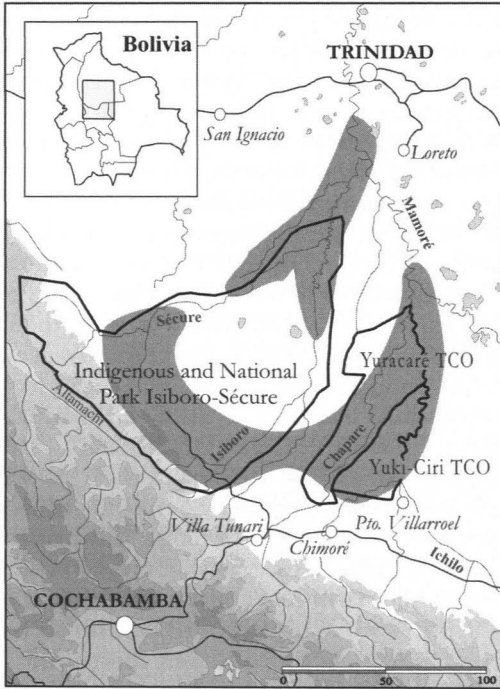 Bolivia
TRINIDAD
San Ignacio
Loreto
Mamoré
Sécure
Yuracare TCO
Indigenous and National
Park Isiboro-Sécure
Altamachi
Isiboro
Chapare
Yuki-Ciri TCO
Villa Tunari
Pto. Villarroel
Chimoré
Ichilo
COCHABAMBA
0
50
100